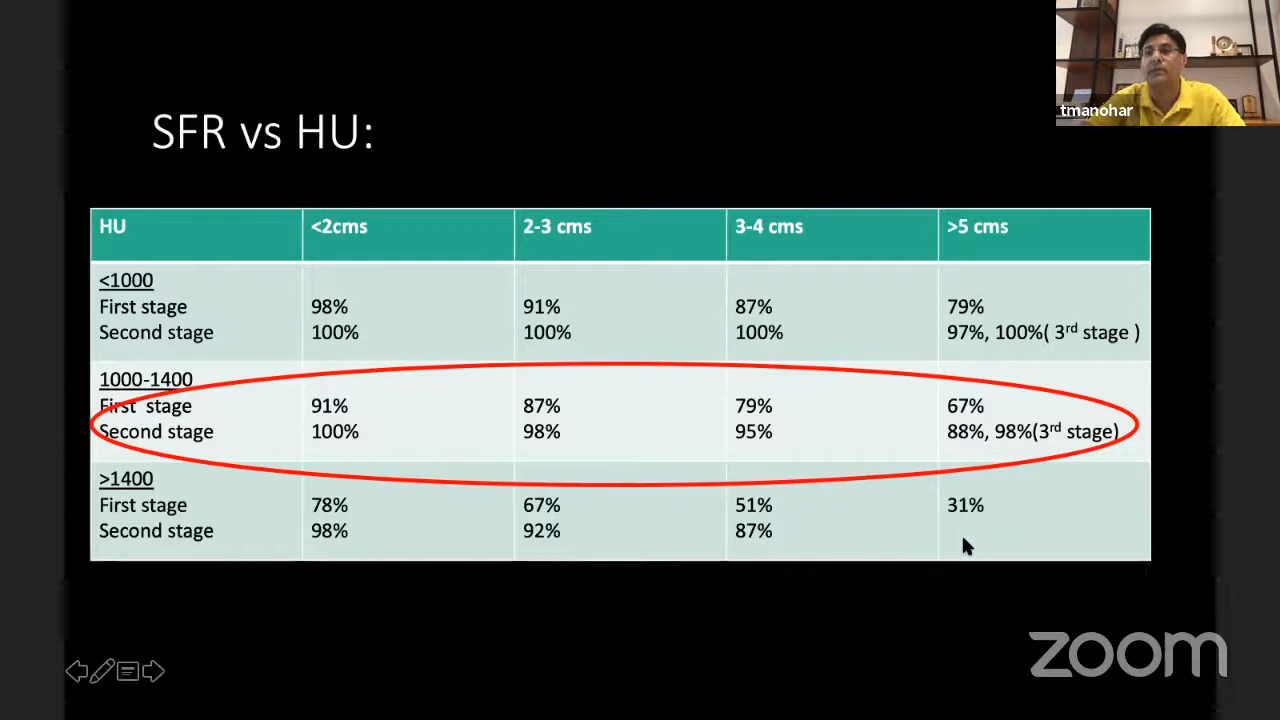 tmanohar
SFR vs HU:
HU <2cms 2-3 cms 3-4 cms >5 cms
<1000
First stage 98% 91% 87% 79%
Second stage 100% 100% 100% 97%, 100%( 3rd stage )
1000-1400
First stage 91% 87% 79% 67%
Second stage 100% 98% 95% 88%, 98%(3rd stage)
>1400
First stage 78% 67% 51% 31%
Second stage 98% 92% 87%
zoom